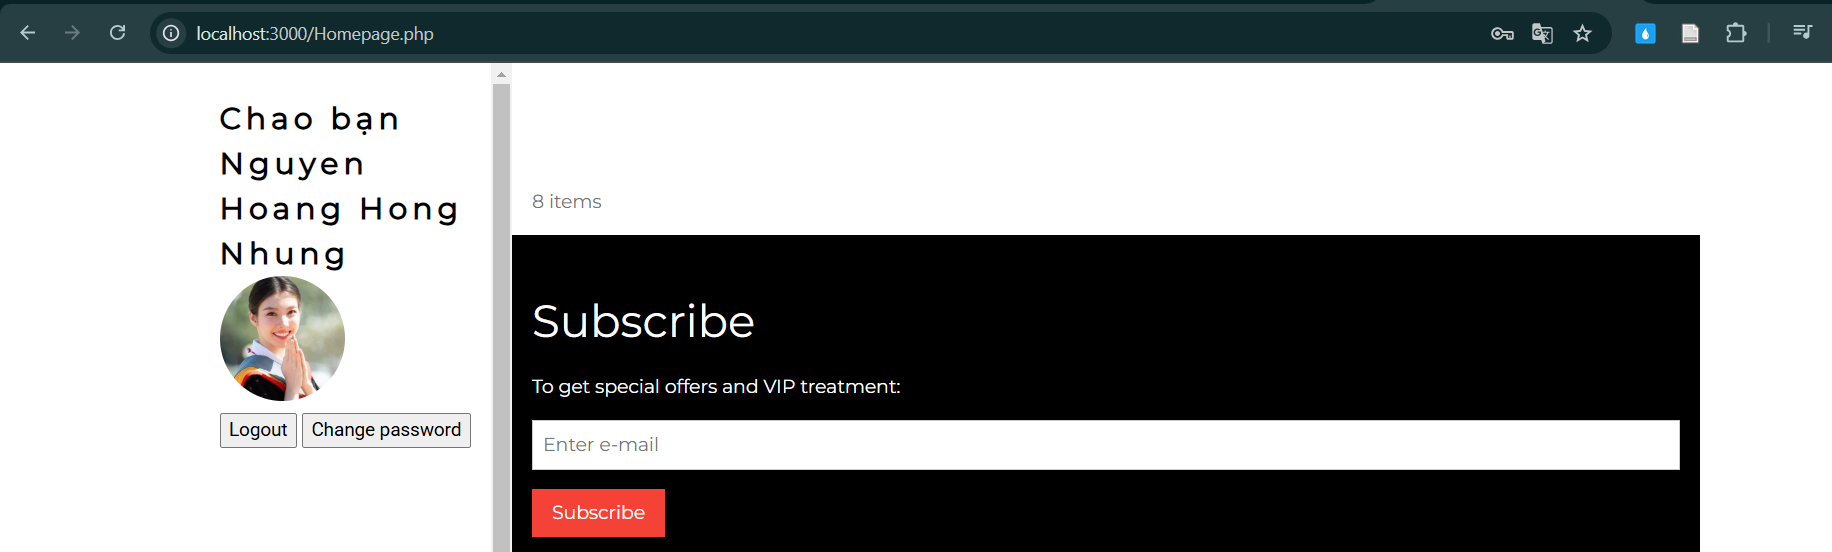 localhost:3000/Homepage.php
Chao bạn
Nguyen
Hoang Hong
Nhung
Logout
Change password
8 items
Subscribe
To get special offers and VIP treatment:
Enter e-mail
Subscribe